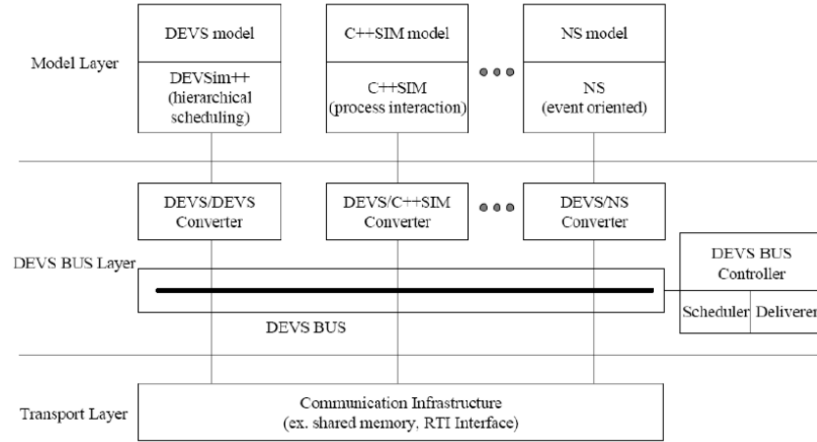 DEVS model
C++SIM model
NS model
Model Layer
DEVSim++
(hierarchical
scheduling)
C++SIM
(process interaction)
NS
(event oriented)
DEVS/DEVS
Converter
DEVS/C++SIM
Converter
DEVS/NS
Converter
DEVS BUS Layer
DEVS BUS
Controller
Scheduler
Deliverer
DEVS BUS
Transport Layer
Communication Infrastructure
(ex. shared memory, RTI Interface)